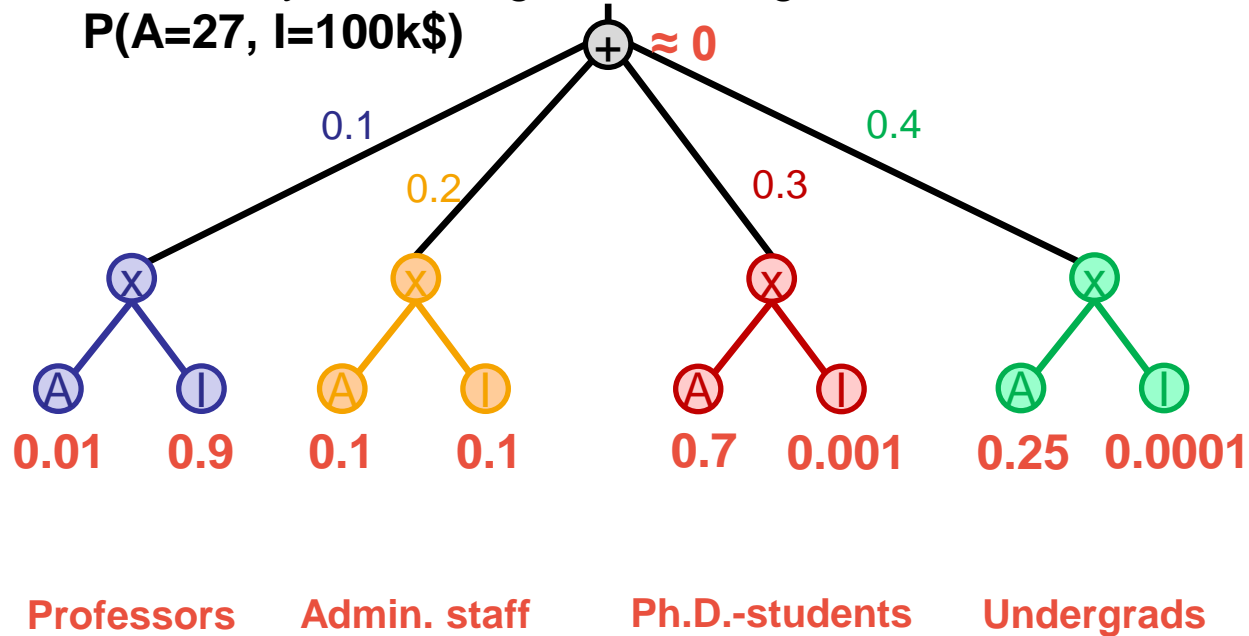 P(A=27, I=100k$)
+
≈ 0
0.1
0.2
0.3
0.4
x
x
x
x
A
I
A
I
A
I
A
I
0.01
0.9
0.1
0.1
0.7
0.001
0.25
0.0001
Professors
Admin. staff
Ph.D.-students
Undergrads